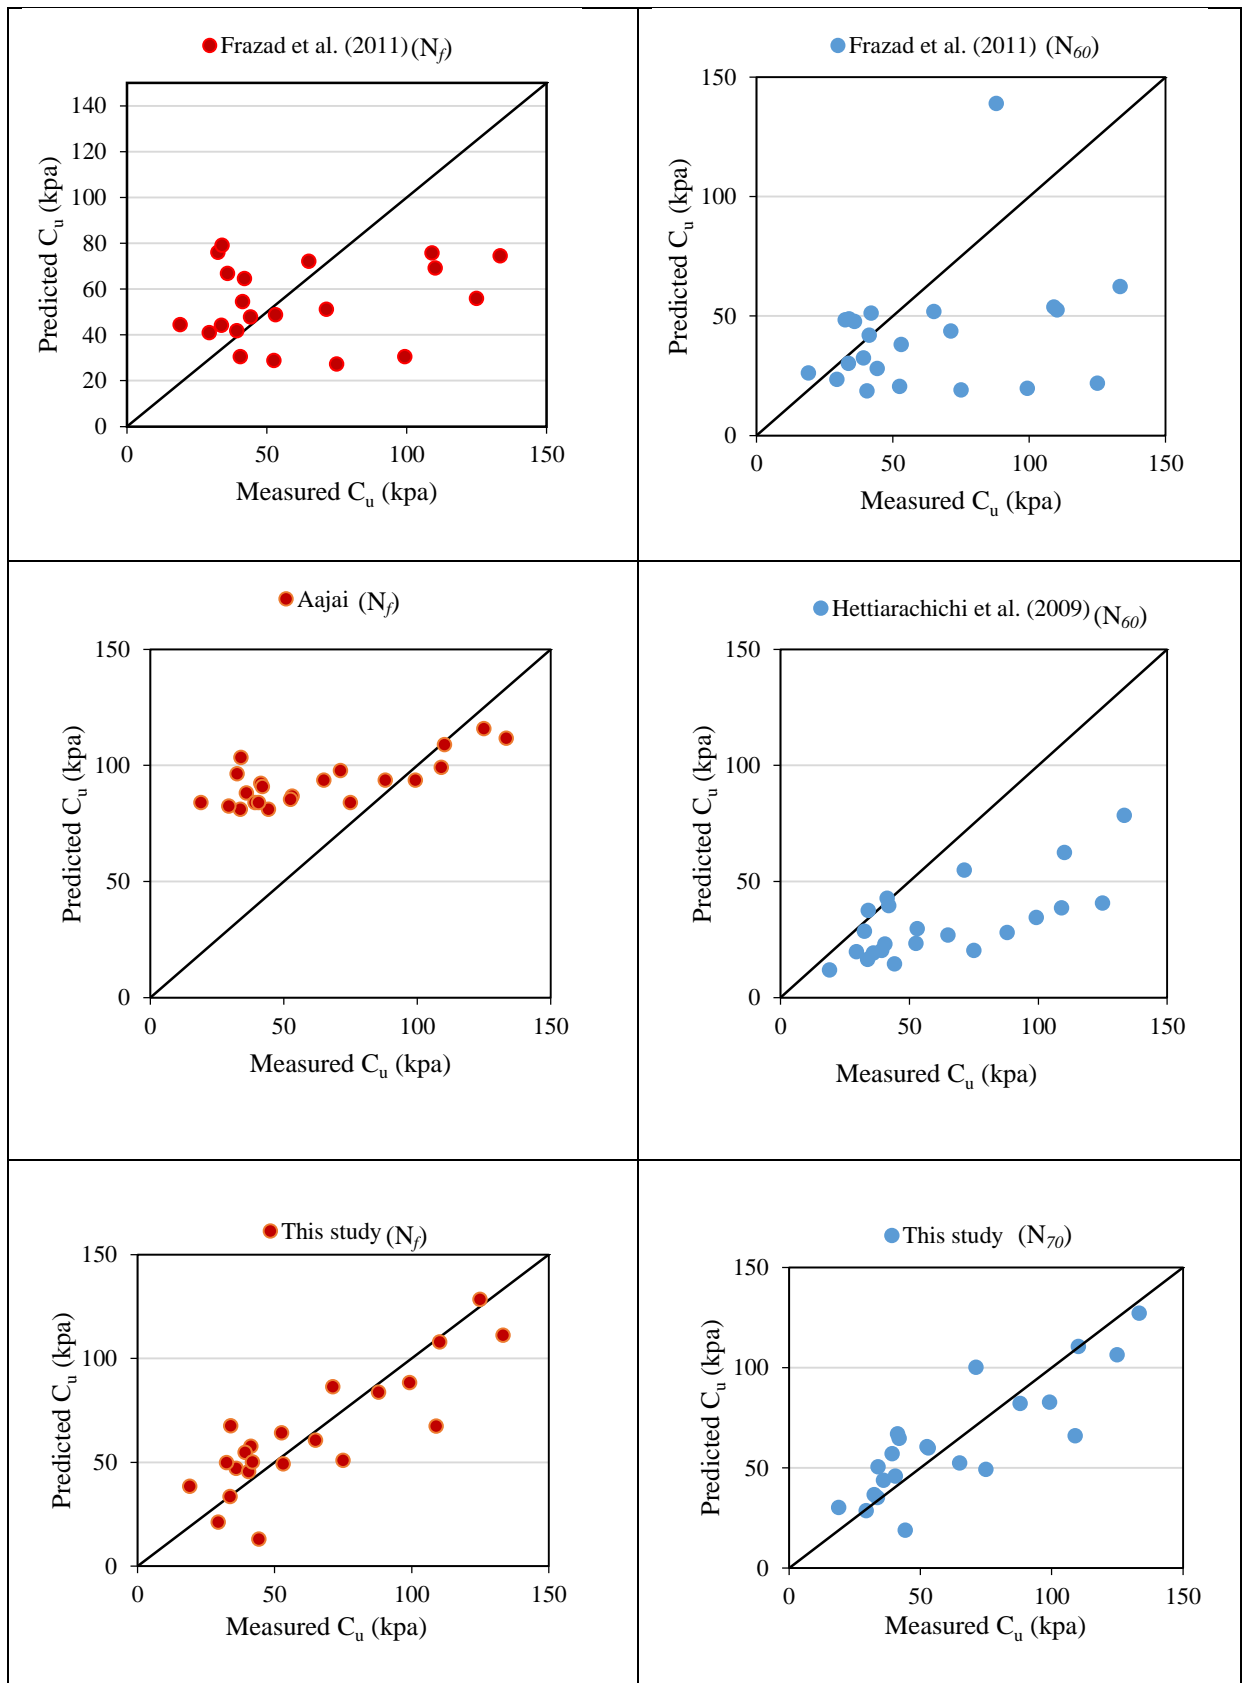 Frazad et al. (2011) (Nf)
150
140
120
100
80
60
40
20
0
Predicted Cu (kpa)
0 50 100 150
Measured Cu (kpa)
Frazad et al. (2011) (N60)
150
100
50
0
Predicted Cu (kpa)
0 50 100 150
Measured Cu (kpa)
Aajai (Nf)
150
100
50
0
Predicted Cu (kpa)
0 50 100 150
Measured Cu (kpa)
Hettiarachichi et al. (2009) (N60)
150
100
50
0
Predicted Cu (kpa)
0 50 100 150
Measured Cu (kpa)
This study (Nf)
150
100
50
0
Predicted Cu (kpa)
0 50 100 150
Measured Cu (kpa)
This study (N70)
150
100
50
0
Predicted Cu (kpa)
0 50 100 150
Measured Cu (kpa)